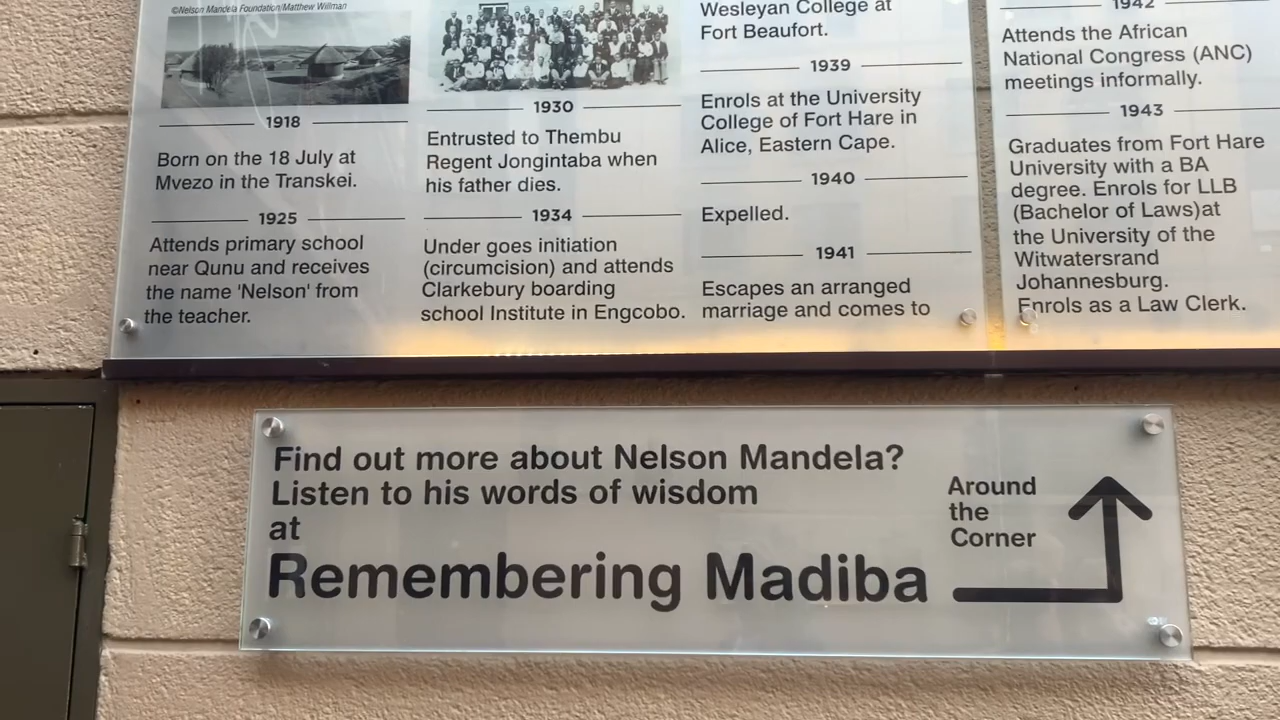 ©Nelson Mandela Foundation/Matthew Willman
1918
Born on the 18 July at
Mvezo in the Transkei.
1925
Attends primary school
near Qunu and receives
the name 'Nelson' from
the teacher.
1930
Entrusted to Thembu
Regent Jongintaba when
his father dies.
1934
Under goes initiation
(circumcision) and attends
Clarkebury boarding
school Institute in Engcobo.
Wesleyan College at
Fort Beaufort.
1939
Enrols at the University
College of Fort Hare in
Alice, Eastern Cape.
1940
Expelled.
1941
Escapes an arranged
marriage and comes to
1942
Attends the African
National Congress (ANC)
meetings informally.
1943
Graduates from Fort Hare
University with a BA
degree. Enrols for LLB
(Bachelor of Laws)at
the University of the
Witwatersrand
Johannesburg.
Enrols as a Law Clerk.
Find out more about Nelson Mandela?
Listen to his words of wisdom
at
Remembering Madiba
Around
the
Corner